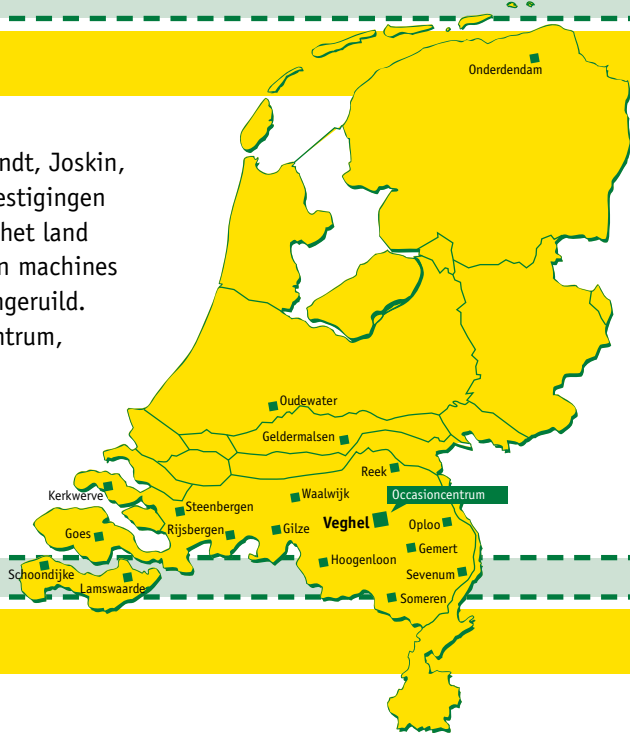 Onderdendam
ndt, Joskin,
estigingen
het land
n machines
ngeruild.
ntrum,
Oudewater
Geldermalsen
Reek
Kerkwerve
Waalwijk
Occasioncentrum
Steenbergen
Veghel
Oploo
Goes
Rijsbergen
Gilze
Gemert
Hoogenloon
Schoondijke
Sevenum
Lamswaarde
Someren